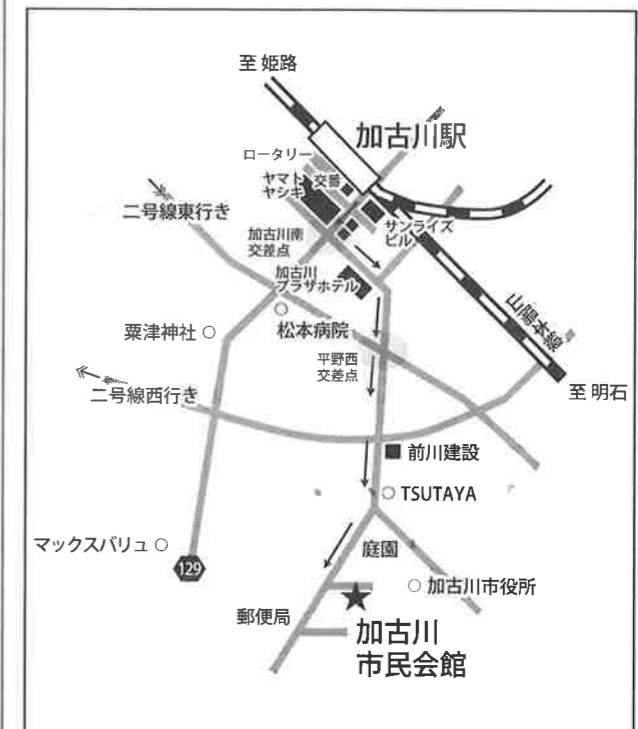 至 姫路
加古川駅
ロータリー
ヤマト
ヤシキ
交番
二号線東行き
加古川南
交差点
サンライズ
ビル
加古川
プラザホテル
山陽本線
粟津神社
松本病院
平野西
交差点
二号線西行き
至 明石
前川建設
TSUTAYA
マックスバリュ
129
庭園
加古川市役所
郵便局
加古川
市民会館